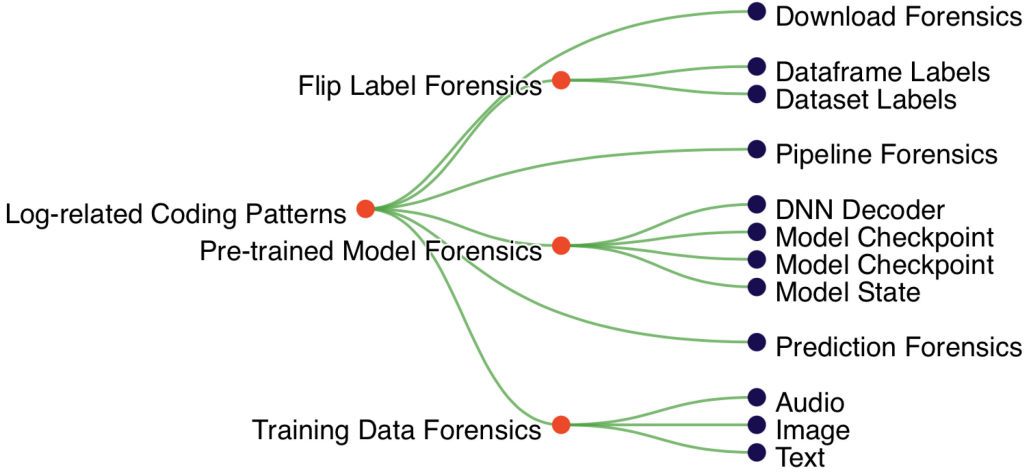 Download Forensics
Flip Label Forensics
Dataframe Labels
Dataset Labels
Pipeline Forensics
Log-related Coding Patterns
DNN Decoder
Model Checkpoint
Pre-trained Model Forensics
Model Checkpoint
Model State
Prediction Forensics
Audio
Training Data Forensics
Image
Text